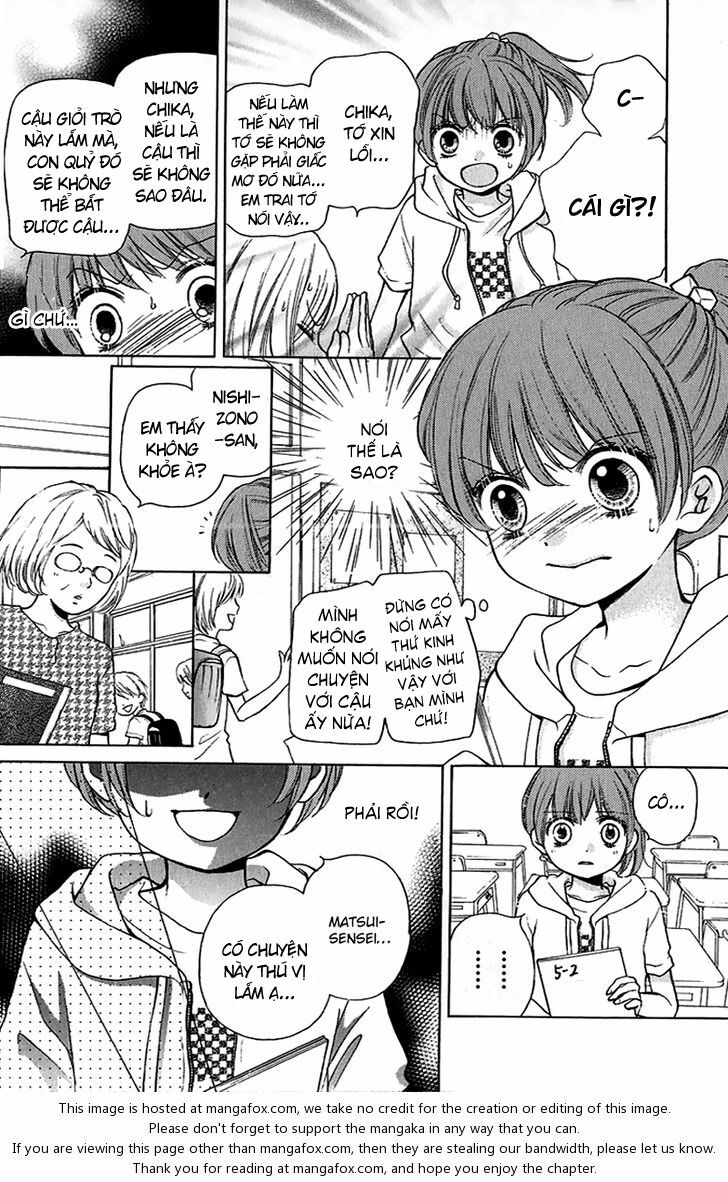 C-
CÁI GÌ?!
CHIKA,
TỚ XIN
LỖI...
NẾU LÀM
THẾ NÀY THÌ
TỚ SẼ KHÔNG
GẶP PHẢI GIẤC
MƠ ĐÓ NỮA...
EM TRAI TỚ
NÓI VẬY..
NHƯNG
CHIKA,
NẾU LÀ
CẬU THÌ
SẼ KHÔNG
SAO ĐÂU.
CẬU GIỎI TRÒ
NÀY LẮM MÀ,
CON QUỶ ĐÓ
SẼ KHÔNG
THỂ BẮT
ĐƯỢC CẬU...
GÌ CHỨ...
NÓI
THẾ LÀ
SAO?
ĐỪNG CÓ
NÓI MẤY
THỨ KINH
KHỦNG NHƯ
VẬY VỚI
BẠN MÌNH
CHỨ!
MÌNH
KHÔNG
MUỐN NÓI
CHUYỆN
VỚI CẬU
ẤY NỮA!
NISHI-
ZONO
-SAN,
EM THẤY
KHÔNG
KHỎE À?
CÔ...
5-2
PHẢI RỒI!
MATSUI-
SENSEI...
CÓ CHUYỆN
NÀY THÚ VỊ
LẮM Ạ...
This image is hosted at mangafox.com, we take no credit for the creation or editing of this image.
Please don't forget to support the mangaka in any way that you can.
If you are viewing this page other than mangafox.com, then they are stealing our bandwidth, please let us know.
Thank you for reading at mangafox.com, and hope you enjoy the chapter.